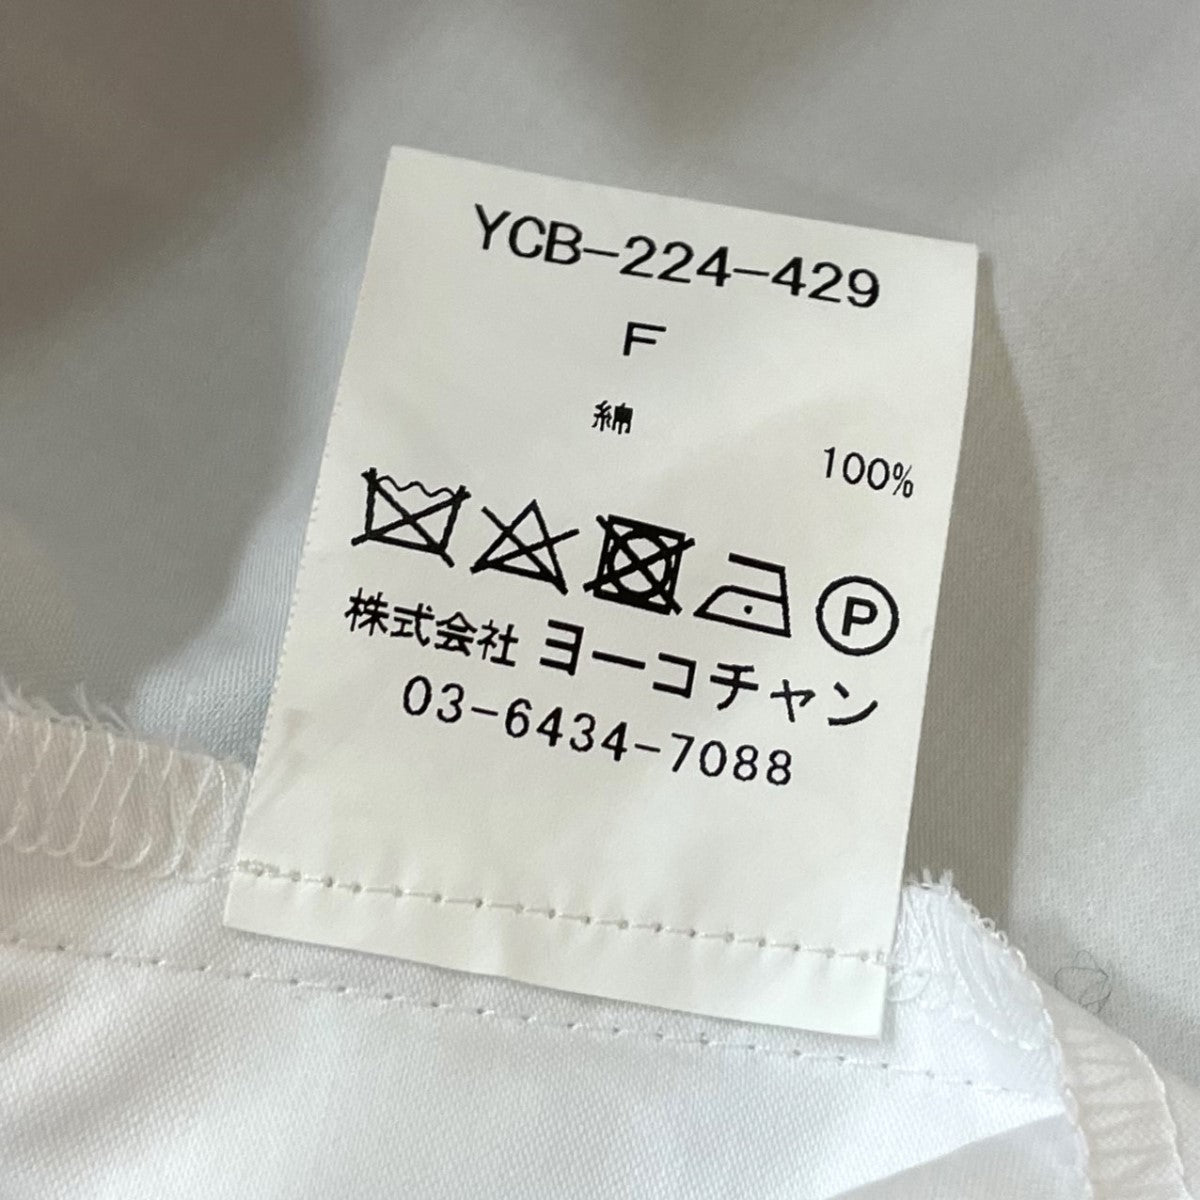 YCB-224-429
F
綿 100%
P
株式会社 ヨーコチャン
03-6434-7088